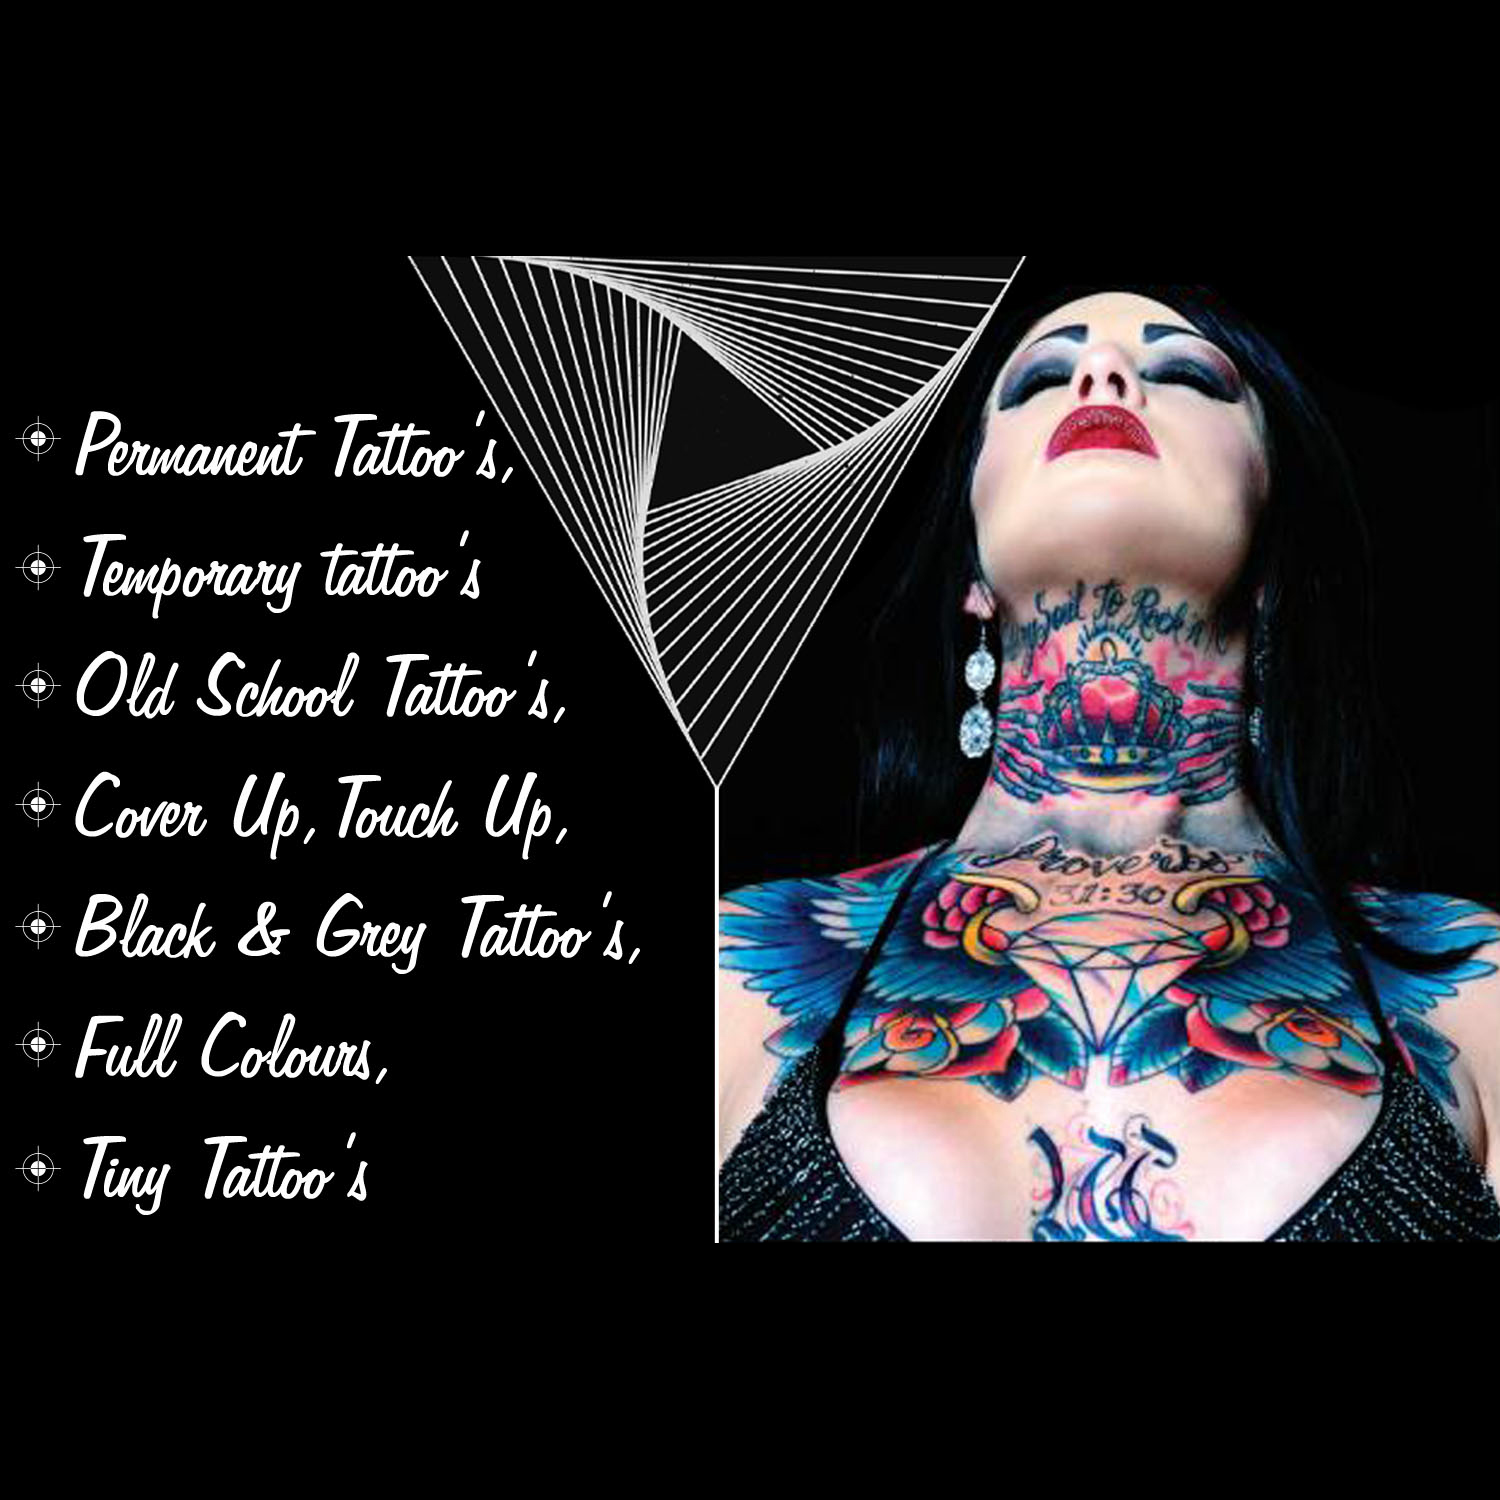 Permanent Tattoo's,
Temporary tattoo's
Old School Tattoo's,
Cover Up, Touch Up,
Black & Grey Tattoo's,
Full Colours,
Tiny Tattoo's
Soul To Rock'n
Proverbs
31:30